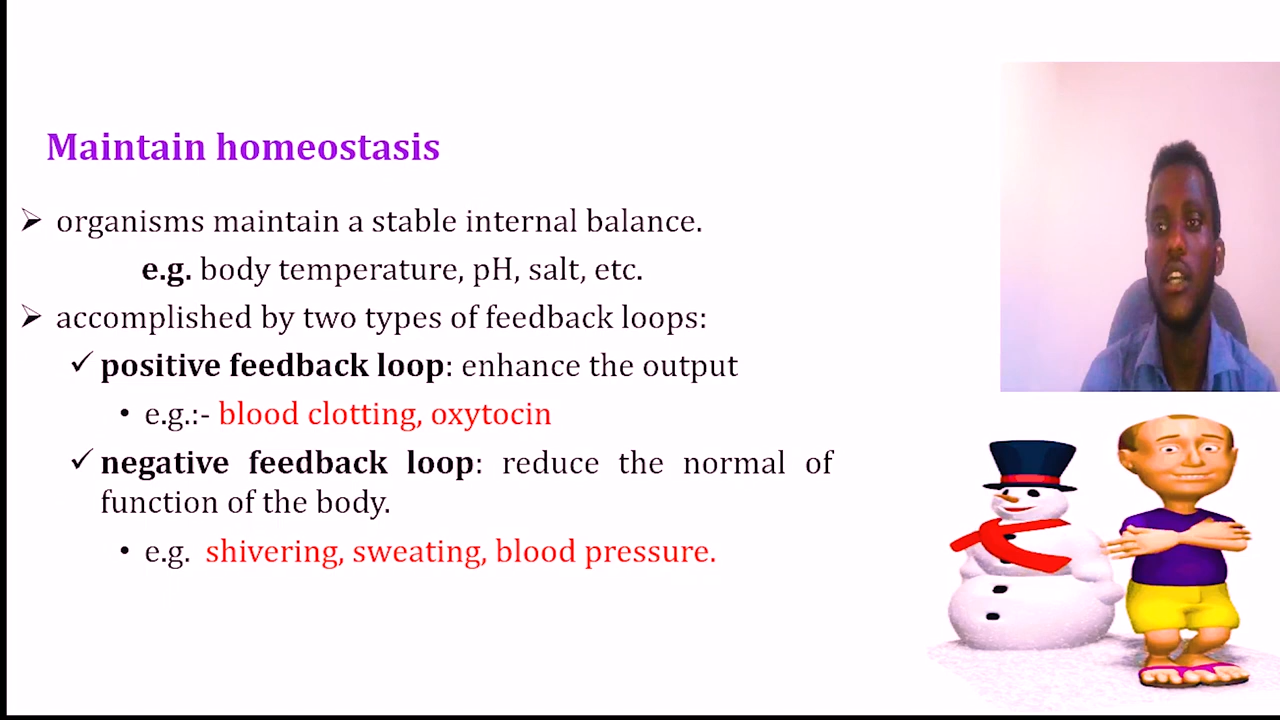 Maintain homeostasis
➢ organisms maintain a stable internal balance.
e.g. body temperature, pH, salt, etc.
➢ accomplished by two types of feedback loops:
✓ positive feedback loop: enhance the output
• e.g.:- blood clotting, oxytocin
✓ negative feedback loop: reduce the normal of
function of the body.
• e.g. shivering, sweating, blood pressure.